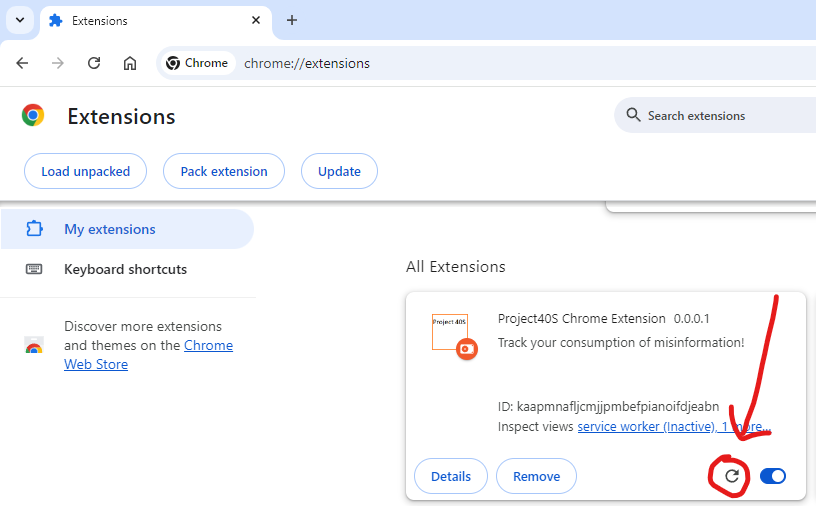 Extensions
Chrome chrome://extensions
Extensions
Search extensions
Load unpacked Pack extension Update
My extensions
Keyboard shortcuts
Discover more extensions
and themes on the Chrome
Web Store
All Extensions
Project 40S
Project40S Chrome Extension 0.0.0.1
Track your consumption of misinformation!
ID: kaapmnafljcmjjpmbefpianoifdjeabn
Inspect views service worker (Inactive), 1 more...
Details Remove